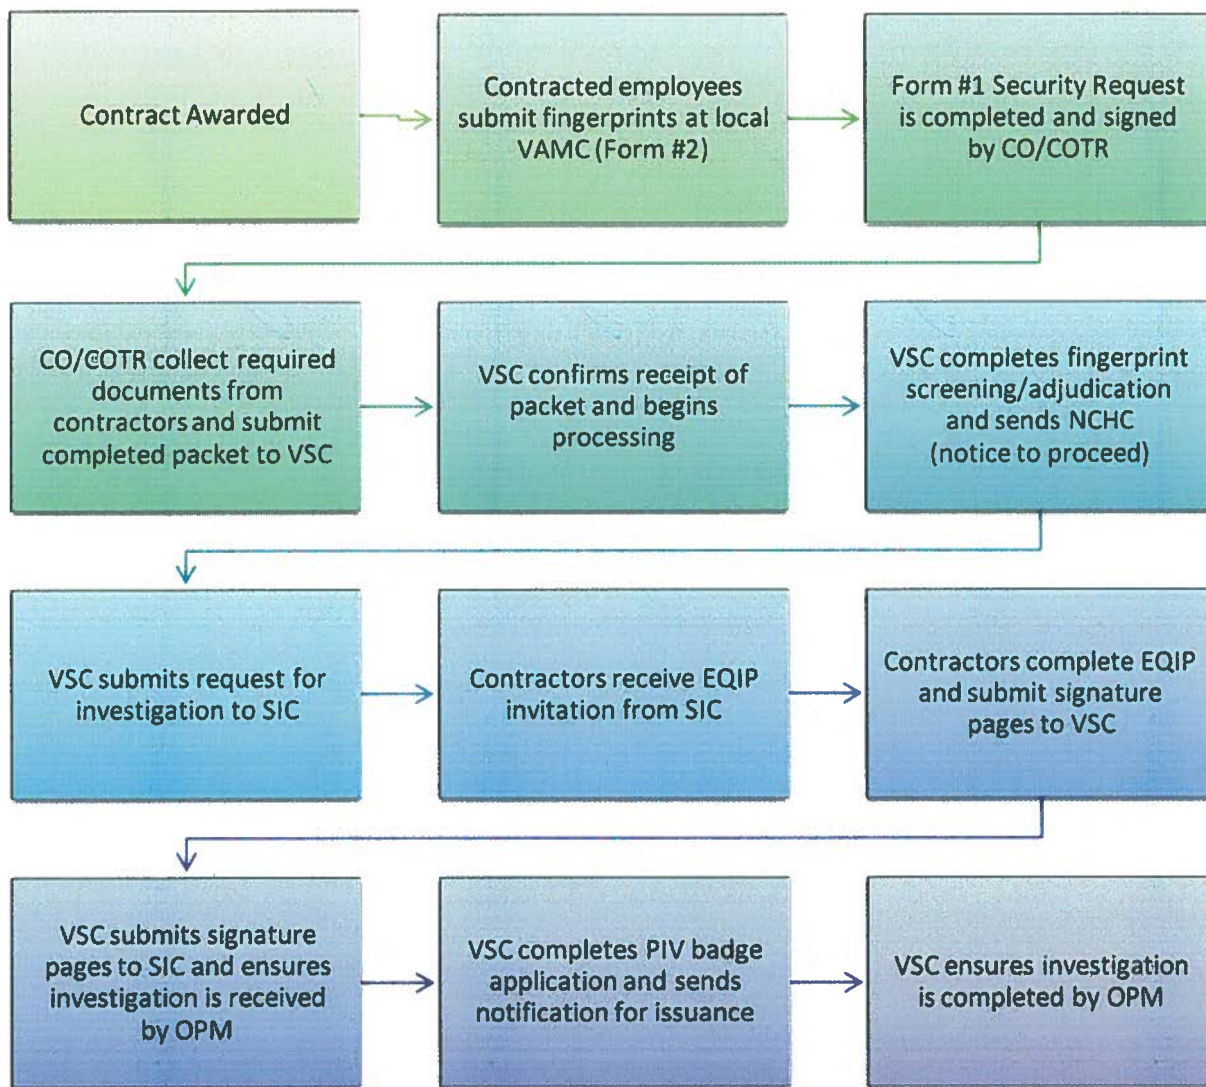 Contract Awarded
Contracted employees
submit fingerprints at local
VAMC (Form #2)
Form #1 Security Request
is completed and signed
by CO/COTR
CO/COTR collect required
documents from
contractors and submit
completed packet to VSC
VSC confirms receipt of
packet and begins
processing
VSC completes fingerprint
screening/adjudication
and sends NCHC
(notice to proceed)
VSC submits request for
investigation to SIC
Contractors receive EQIP
invitation from SIC
Contractors complete EQIP
and submit signature
pages to VSC
VSC submits signature
pages to SIC and ensures
investigation is received
by OPM
VSC completes PIV badge
application and sends
notification for issuance
VSC ensures investigation
is completed by OPM